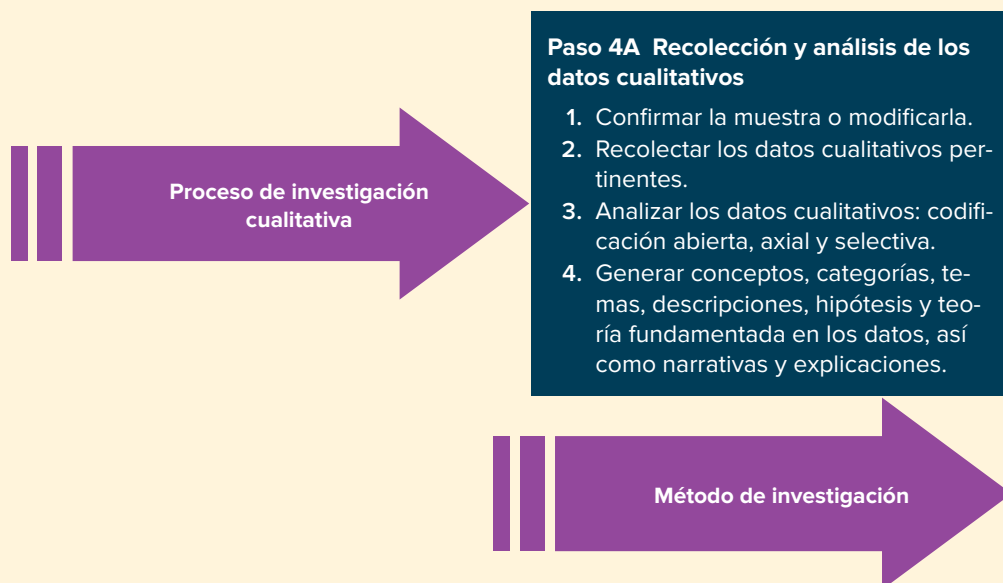 Paso 4A Recolección y análisis de los
datos cualitativos
1. Confirmar la muestra o modificarla.
2. Recolectar los datos cualitativos per-
tinentes.
3. Analizar los datos cualitativos: codifi-
cación abierta, axial y selectiva.
4. Generar conceptos, categorías, te-
mas, descripciones, hipótesis y teo-
ría fundamentada en los datos, así
como narrativas y explicaciones.
Proceso de investigación
cualitativa
Método de investigación